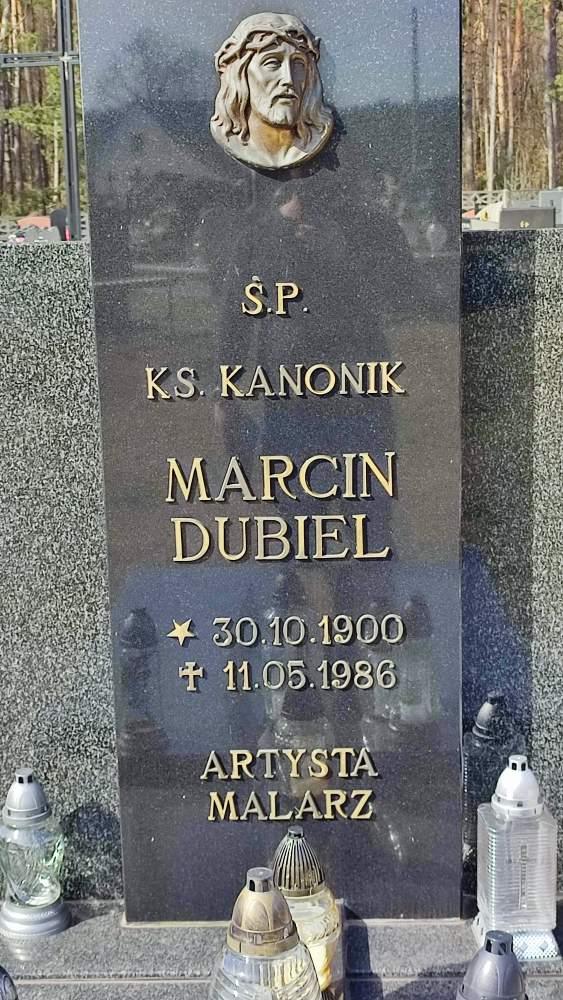 Ś.P.
KS. KANONIK
MARCIN
DUBIEL
30.10.1900
11.05.1986
ARTYSTA
MALARZ